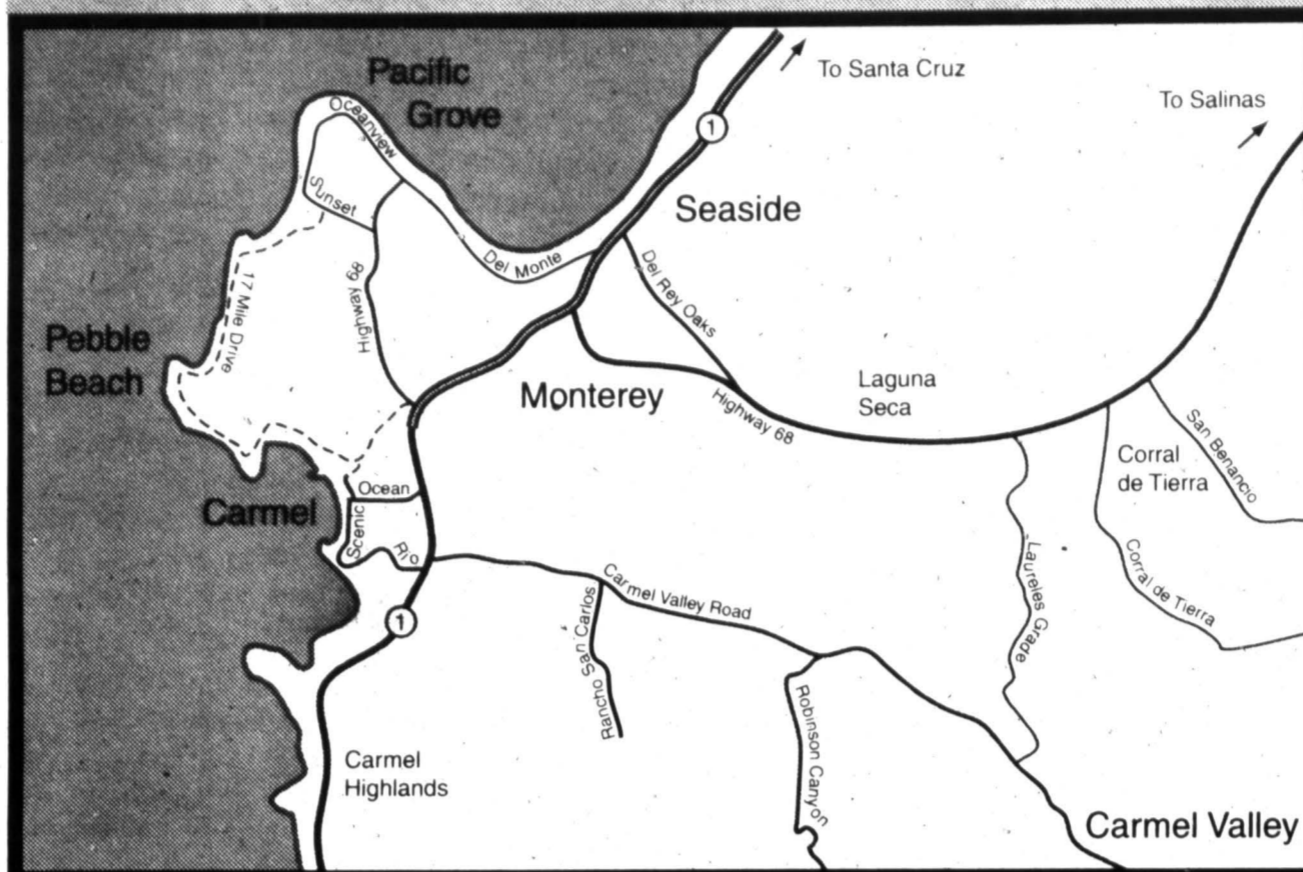 Pacific
Grove
To Santa Cruz
To Salinas
Oceanview
1
Sunset
Seaside
Del Monte
Del Rey Oaks
17 Mile Drive
Highway 68
Pebble
Beach
Monterey
Highway 68
Laguna
Seca
San Benancio
Corral
de Tierra
Ocean
Carmel
Scenic
Rio
Carmel Valley Road
Laureles Grade
Corral de Tierra
1
Rancho San Carlos
Robinson Canyon
Carmel
Highlands
Carmel Valley